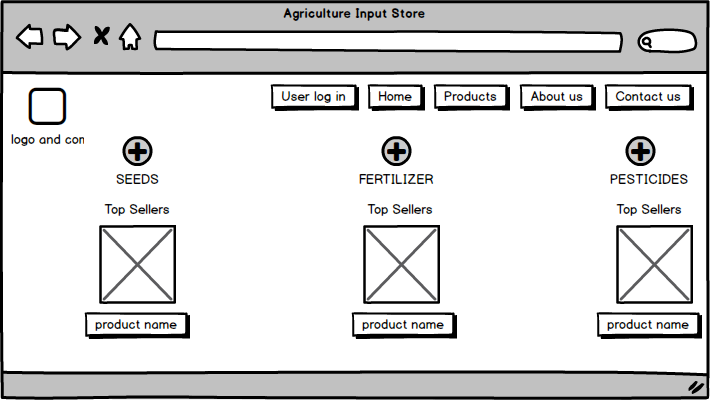 Agriculture Input Store
User log in
Home
Products
About us
Contact us
logo and con
SEEDS
FERTILIZER
PESTICIDES
Top Sellers
Top Sellers
Top Sellers
product name
product name
product name